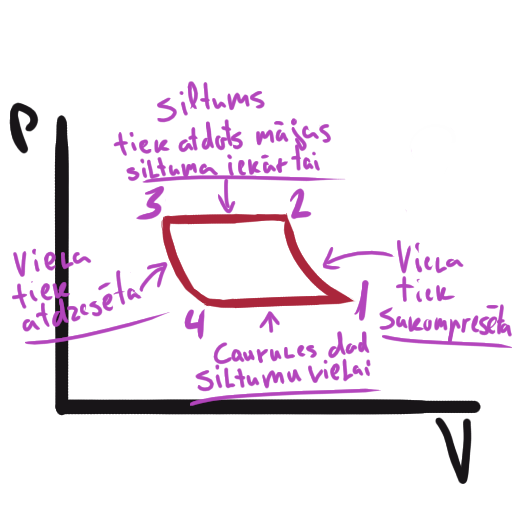 P
Siltums
tiek atdots mājas
siltuma iekārtai
3
2
Viela
tiek
atdzesēta
Viela
tiek
Sakompresēta
1
4
Caurules dod
Siltumu vielai
V